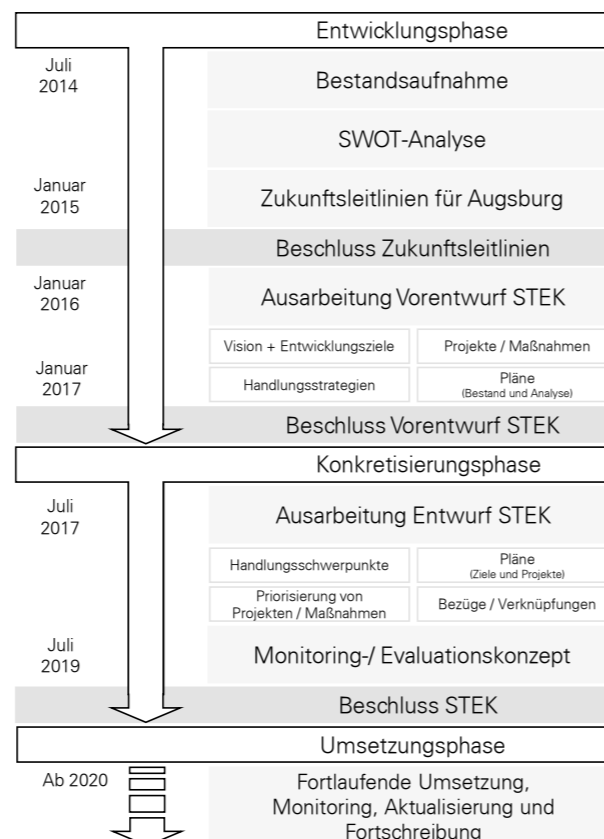 Entwicklungsphase
Juli
2014
Bestandsaufnahme
SWOT-Analyse
Januar
2015
Zukunftsleitlinien für Augsburg
Beschluss Zukunftsleitlinien
Januar
2016
Ausarbeitung Vorentwurf STEK
Vision + Entwicklungsziele
Projekte / Maßnahmen
Januar
2017
Handlungsstrategien
Pläne
(Bestand und Analyse)
Beschluss Vorentwurf STEK
Konkretisierungsphase
Juli
2017
Ausarbeitung Entwurf STEK
Handlungsschwerpunkte
Pläne
(Ziele und Projekte)
Priorisierung von
Projekten / Maßnahmen
Bezüge / Verknüpfungen
Juli
2019
Monitoring-/ Evaluationskonzept
Beschluss STEK
Umsetzungsphase
Ab 2020
Fortlaufende Umsetzung,
Monitoring, Aktualisierung und
Fortschreibung